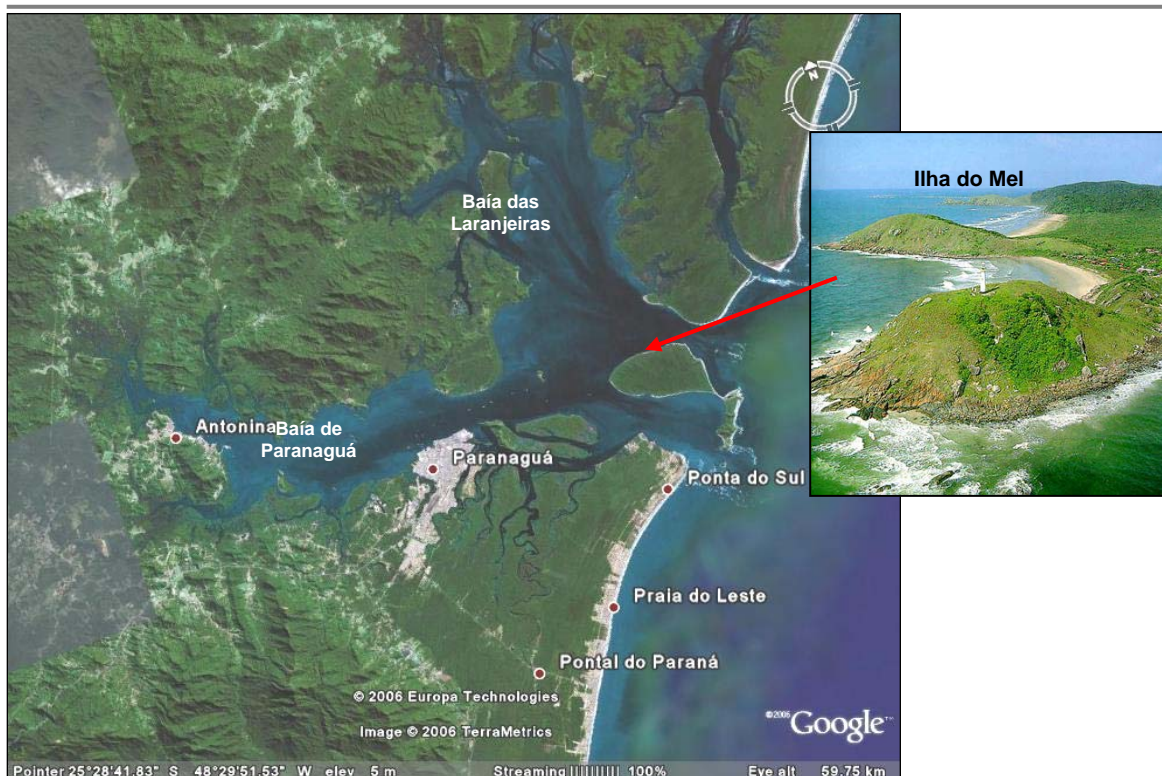 N
Ilha do Mel
Baía das
Laranjeiras
Antonina
Baía de
Paranaguá
Paranaguá
Ponta do Sul
Praia do Leste
Pontal do Paraná
© 2006 Europa Technologies
Image © 2006 TerraMetrics
©2006 Google™
Pointer 25°28'41.83" S 48°29'51.53" W elev 5 m Streaming |||||||||| 100% Eye alt 59.75 km